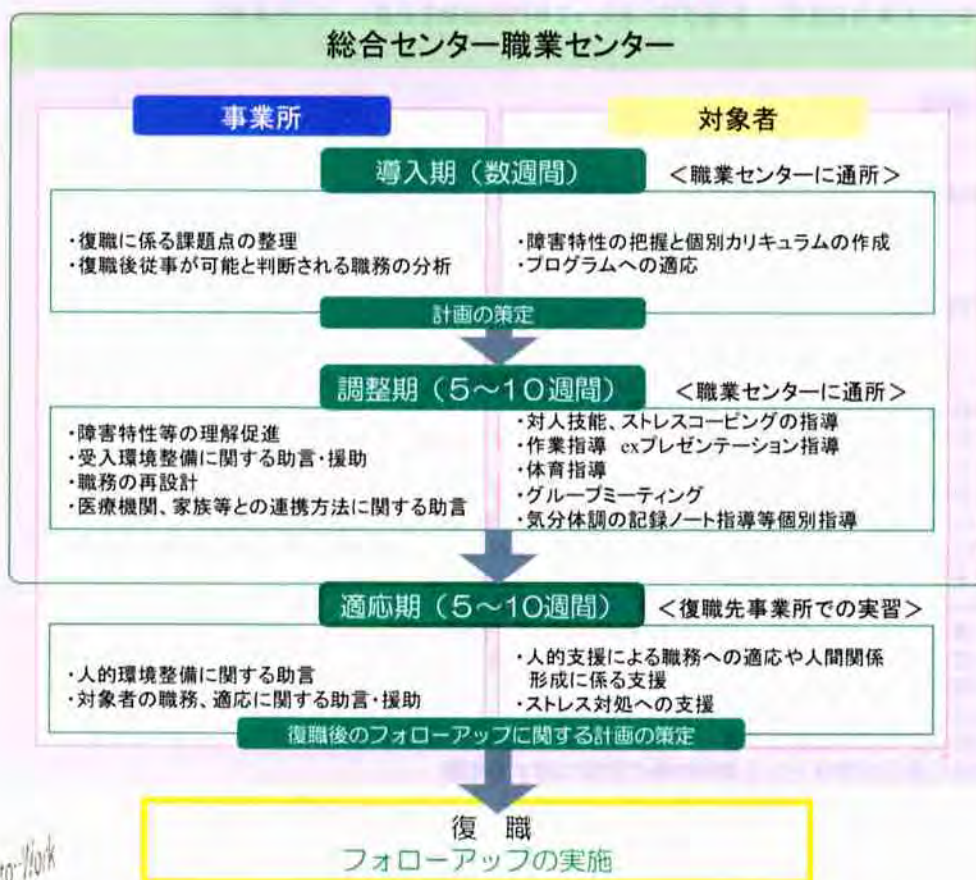 総合センター職業センター
事業所
対象者
導入期（数週間）
＜職業センターに通所＞
・復職に係る課題点の整理
・復職後従事が可能と判断される職務の分析
・障害特性の把握と個別カリキュラムの作成
・プログラムへの適応
計画の策定
調整期（5～10週間）
＜職業センターに通所＞
・障害特性等の理解促進
・受入環境整備に関する助言・援助
・職務の再設計
・医療機関、家族等との連携方法に関する助言
・対人技能、ストレスコーピングの指導
・作業指導　exプレゼンテーション指導
・体育指導
・グループミーティング
・気分体調の記録ノート指導等個別指導
適応期（5～10週間）
＜復職先事業所での実習＞
・人的環境整備に関する助言
・対象者の職務、適応に関する助言・援助
・人的支援による職務への適応や人間関係
形成に係る支援
・ストレス対処への支援
復職後のフォローアップに関する計画の策定
復　職
フォローアップの実施
to-Work